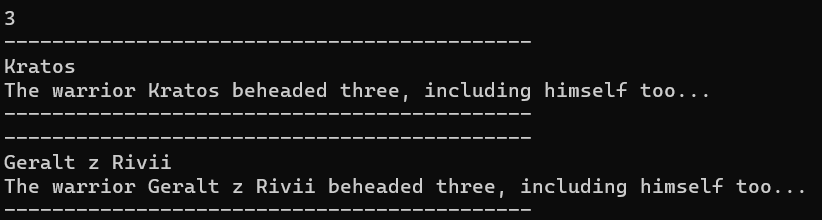 3
--------------------------------------------
Kratos
The warrior Kratos beheaded three, including himself too...
--------------------------------------------
--------------------------------------------
Geralt z Rivii
The warrior Geralt z Rivii beheaded three, including himself too...
--------------------------------------------